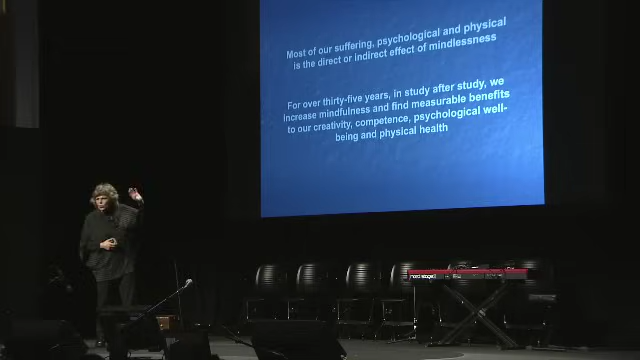 Most of our suffering, psychological and physical
is the direct or indirect effect of mindlessness
For over thirty-five years, in study after study, we
increase mindfulness and find measurable benefits
to our creativity, competence, psychological well-
being and physical health
nord stage